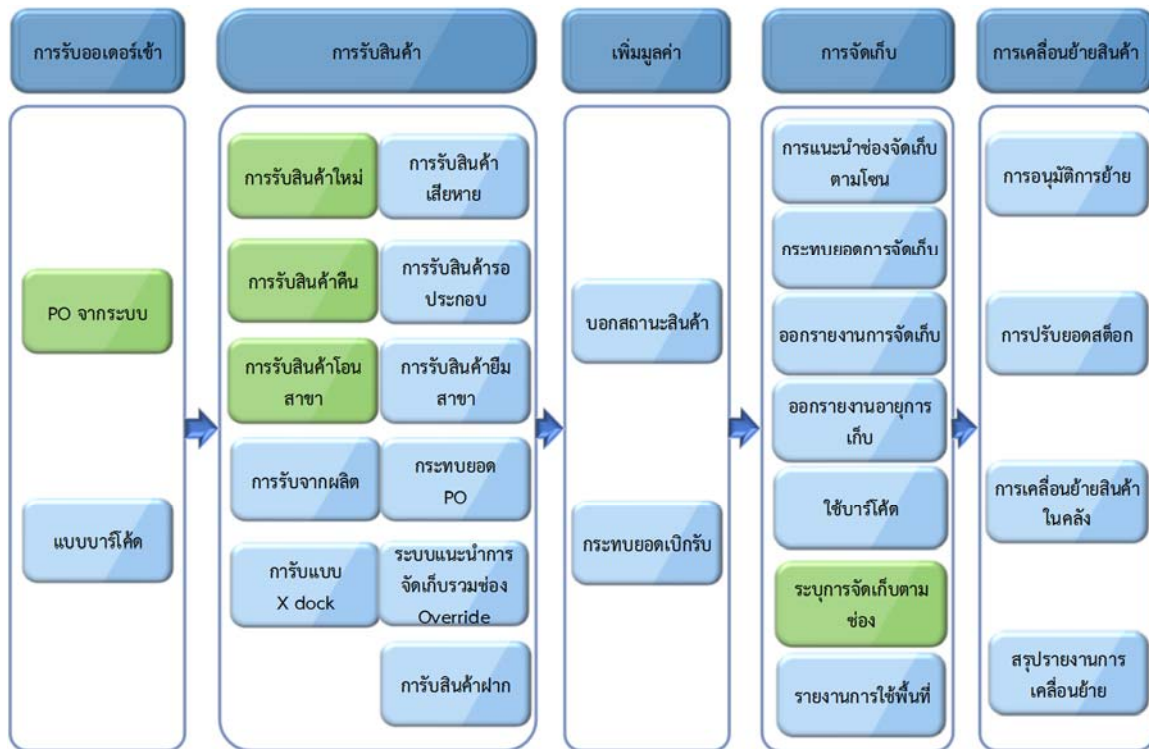 การรับออเดอร์เข้า
การรับสินค้า
เพิ่มมูลค่า
การจัดเก็บ
การเคลื่อนย้ายสินค้า
PO จากระบบ
แบบบาร์โค้ด
การรับสินค้าใหม่
การรับสินค้า
เสียหาย
การรับสินค้าคืน
การรับสินค้ารอ
ประกอบ
การรับสินค้าโอน
สาขา
การรับสินค้ายืม
สาขา
การรับจากผลิต
กระทบยอด
PO
การับแบบ
X dock
ระบบแนะนำการ
จัดเก็บรวมช่อง
Override
การับสินค้าฝาก
บอกสถานะสินค้า
กระทบยอดเบิกรับ
การแนะนำช่องจัดเก็บ
ตามโซน
กระทบยอดการจัดเก็บ
ออกรายงานการจัดเก็บ
ออกรายงานอายุการ
เก็บ
ใช้บาร์โค้ต
ระบุการจัดเก็บตาม
ช่อง
รายงานการใช้พื้นที่
การอนุมัติการย้าย
การปรับยอดสต็อก
การเคลื่อนย้ายสินค้า
ในคลัง
สรุปรายงานการ
เคลื่อนย้าย